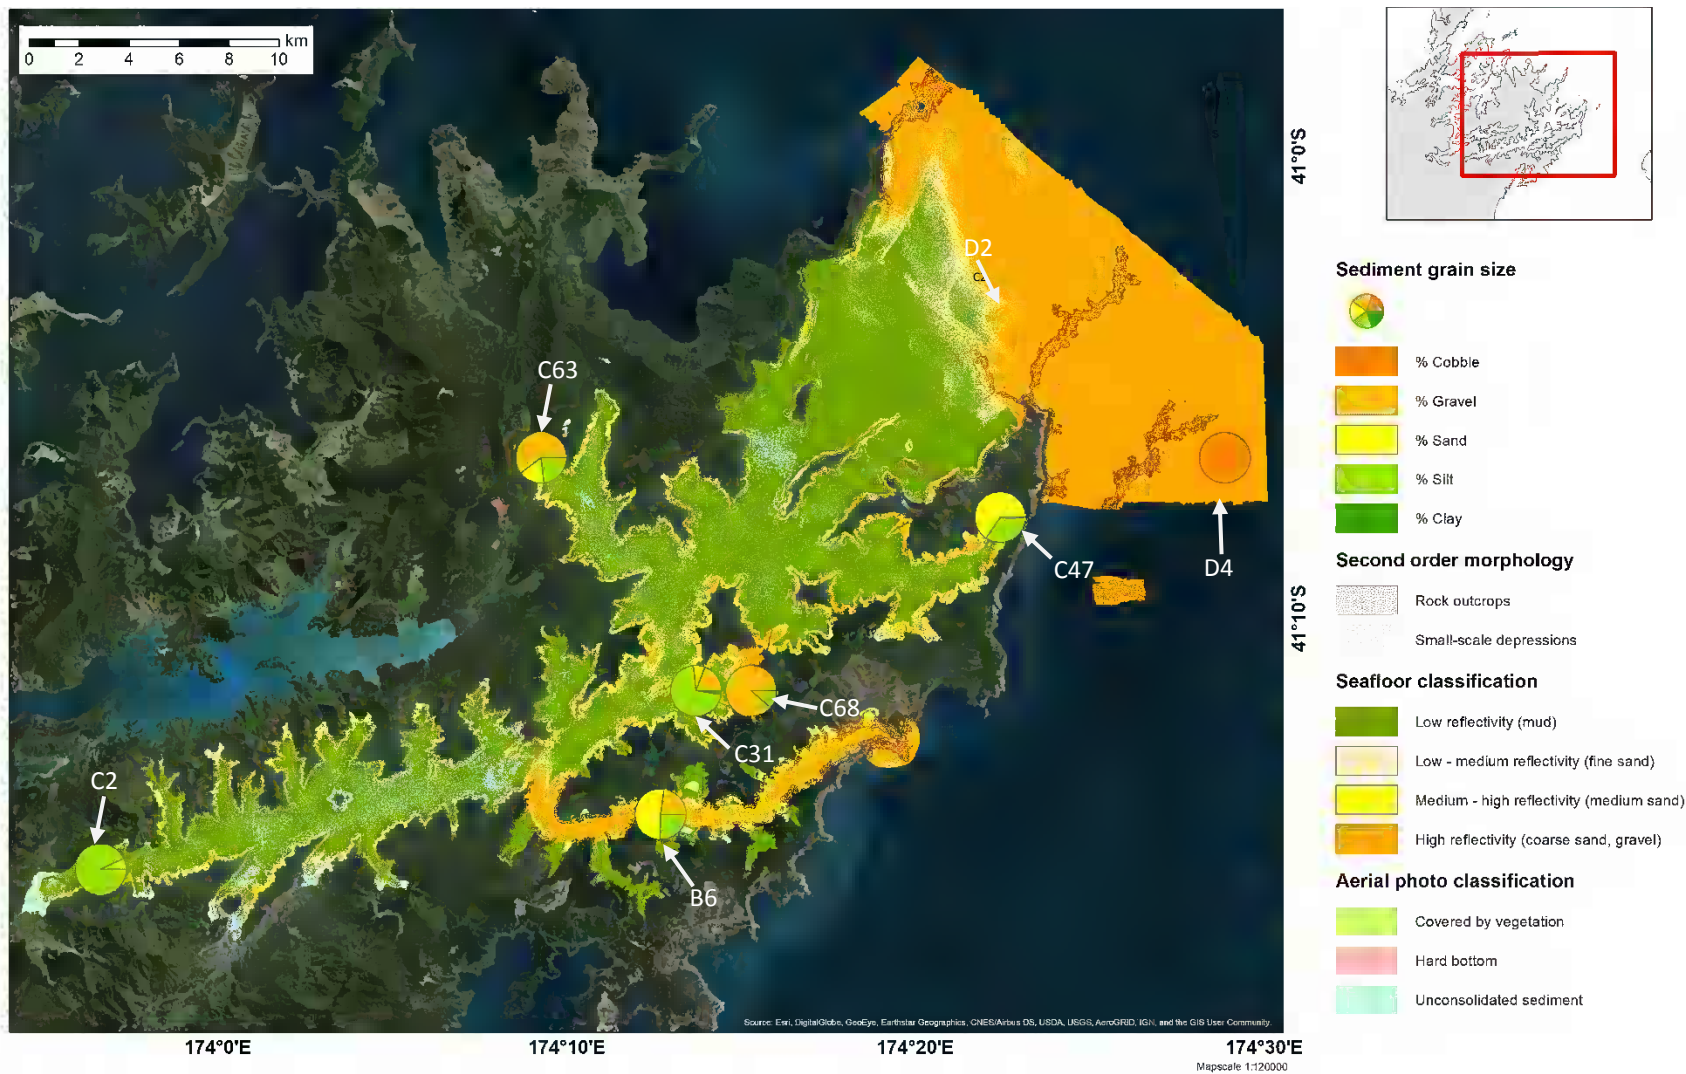 km
0 2 4 6 8 10
41°0'S
D2
C63
C47
D4
41°10'S
C68
C31
C2
B6
Source: Esri, DigitalGlobe, GeoEye, Earthstar Geographics, CNES/Airbus DS, USDA, USGS, AeroGRID, IGN, and the GIS User Community.
174°0'E 174°10'E 174°20'E 174°30'E
Mapscale 1:120000
Sediment grain size
% Cobble
% Gravel
% Sand
% Silt
% Clay
Second order morphology
Rock outcrops
Small-scale depressions
Seafloor classification
Low reflectivity (mud)
Low - medium reflectivity (fine sand)
Medium - high reflectivity (medium sand)
High reflectivity (coarse sand, gravel)
Aerial photo classification
Covered by vegetation
Hard bottom
Unconsolidated sediment